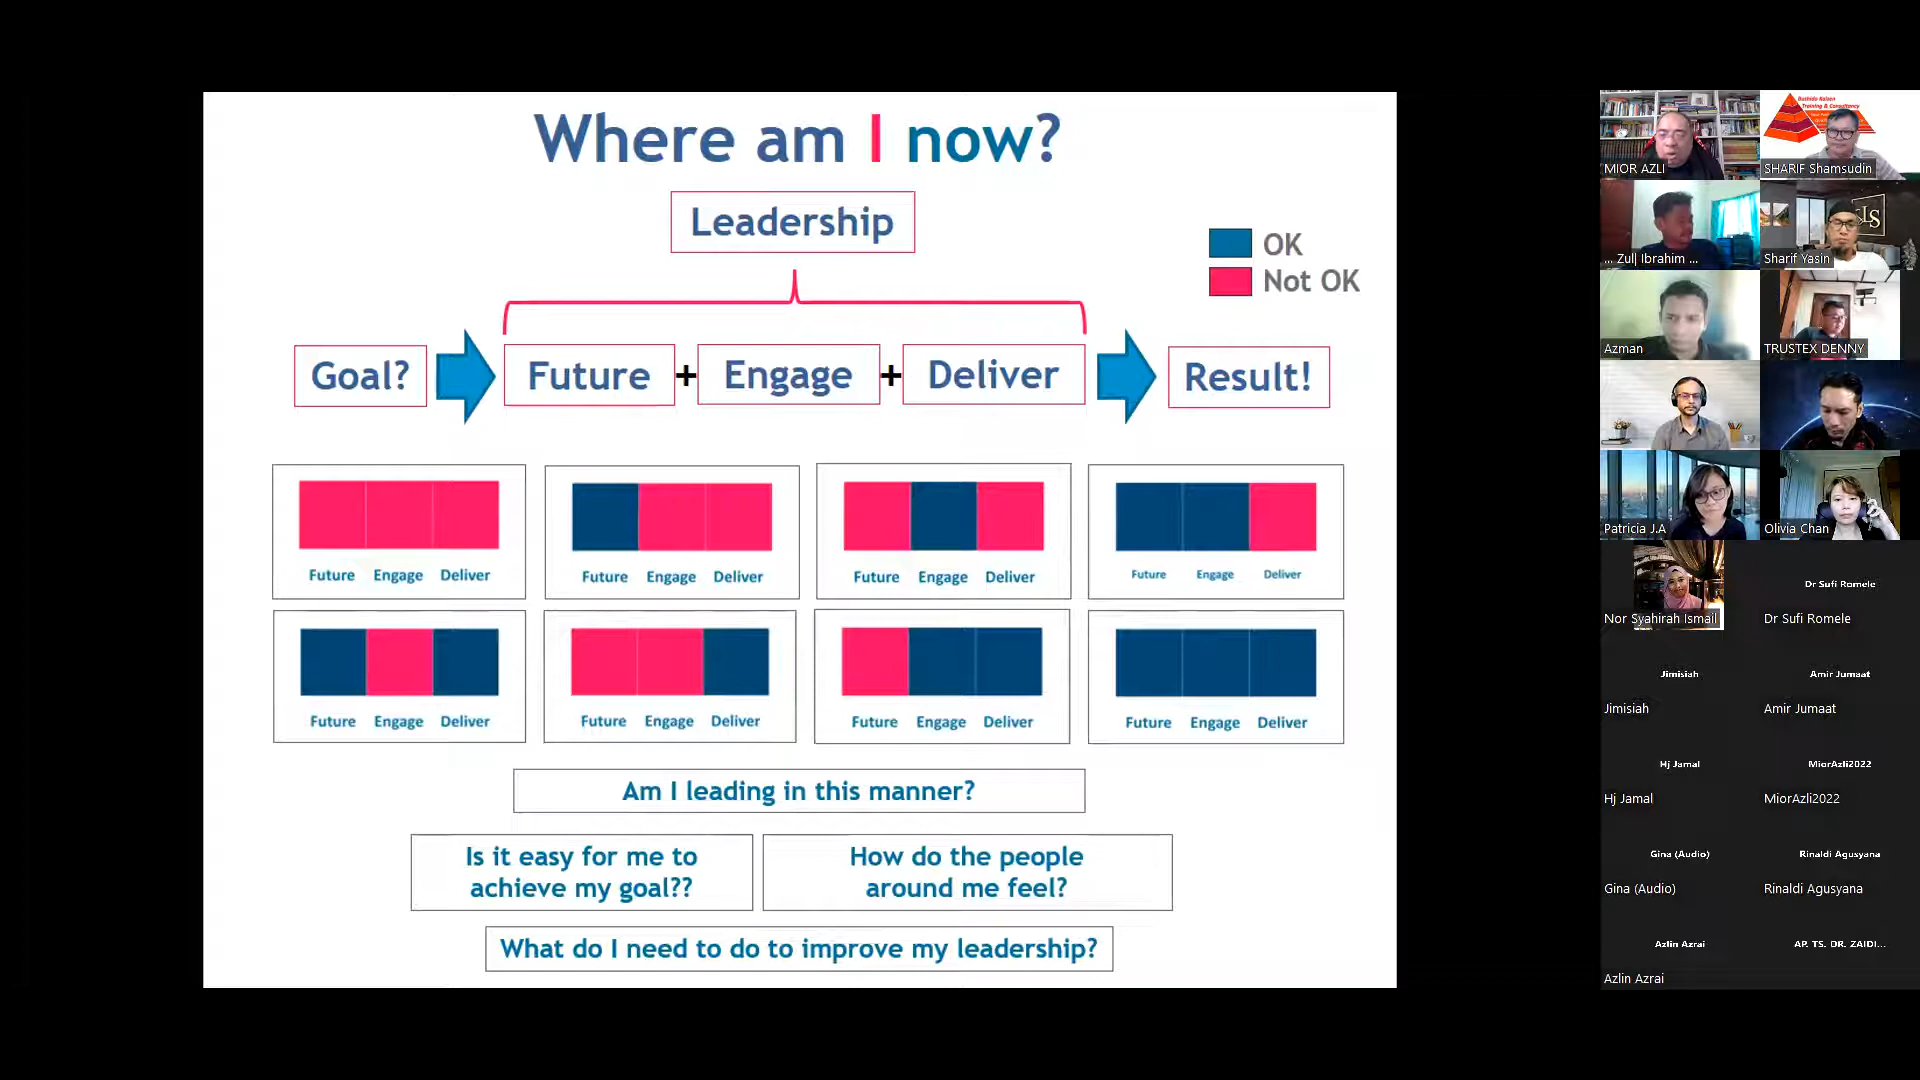 Where am I now?
Leadership
OK
Not OK
Goal?
Future
+
Engage
+
Deliver
Result!
Future Engage Deliver
Future Engage Deliver
Future Engage Deliver
Future Engage Deliver
Future Engage Deliver
Future Engage Deliver
Future Engage Deliver
Future Engage Deliver
Am I leading in this manner?
Is it easy for me to
achieve my goal??
How do the people
around me feel?
What do I need to do to improve my leadership?
MIOR AZLI
Training & Consultancy
SHARIF Shamsudin
... Zul| Ibrahim ...
LS
Sharif Yasin
Azman
TRUSTEX DENNY
Patricia J.A
Olivia Chan
Nor Syahirah Ismail
Dr Sufi Romele
Dr Sufi Romele
Jimisiah
Jimisiah
Amir Jumaat
Amir Jumaat
Hj Jamal
Hj Jamal
MiorAzli2022
MiorAzli2022
Gina (Audio)
Gina (Audio)
Rinaldi Agusyana
Rinaldi Agusyana
Azlin Azrai
Azlin Azrai
AP. TS. DR. ZAIDI...